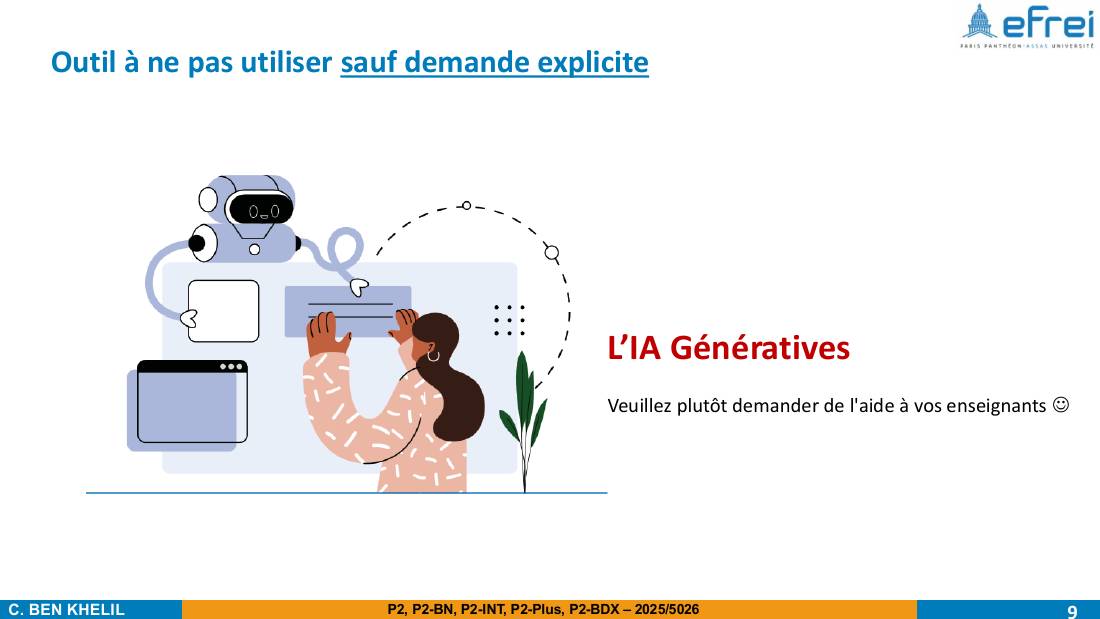 efrei
PARIS PANTHÉON-ASSAS UNIVERSITÉ
Outil à ne pas utiliser sauf demande explicite
L’IA Génératives
Veuillez plutôt demander de l'aide à vos enseignants ☺
C. BEN KHELIL
P2, P2-BN, P2-INT, P2-Plus, P2-BDX – 2025/5026
9